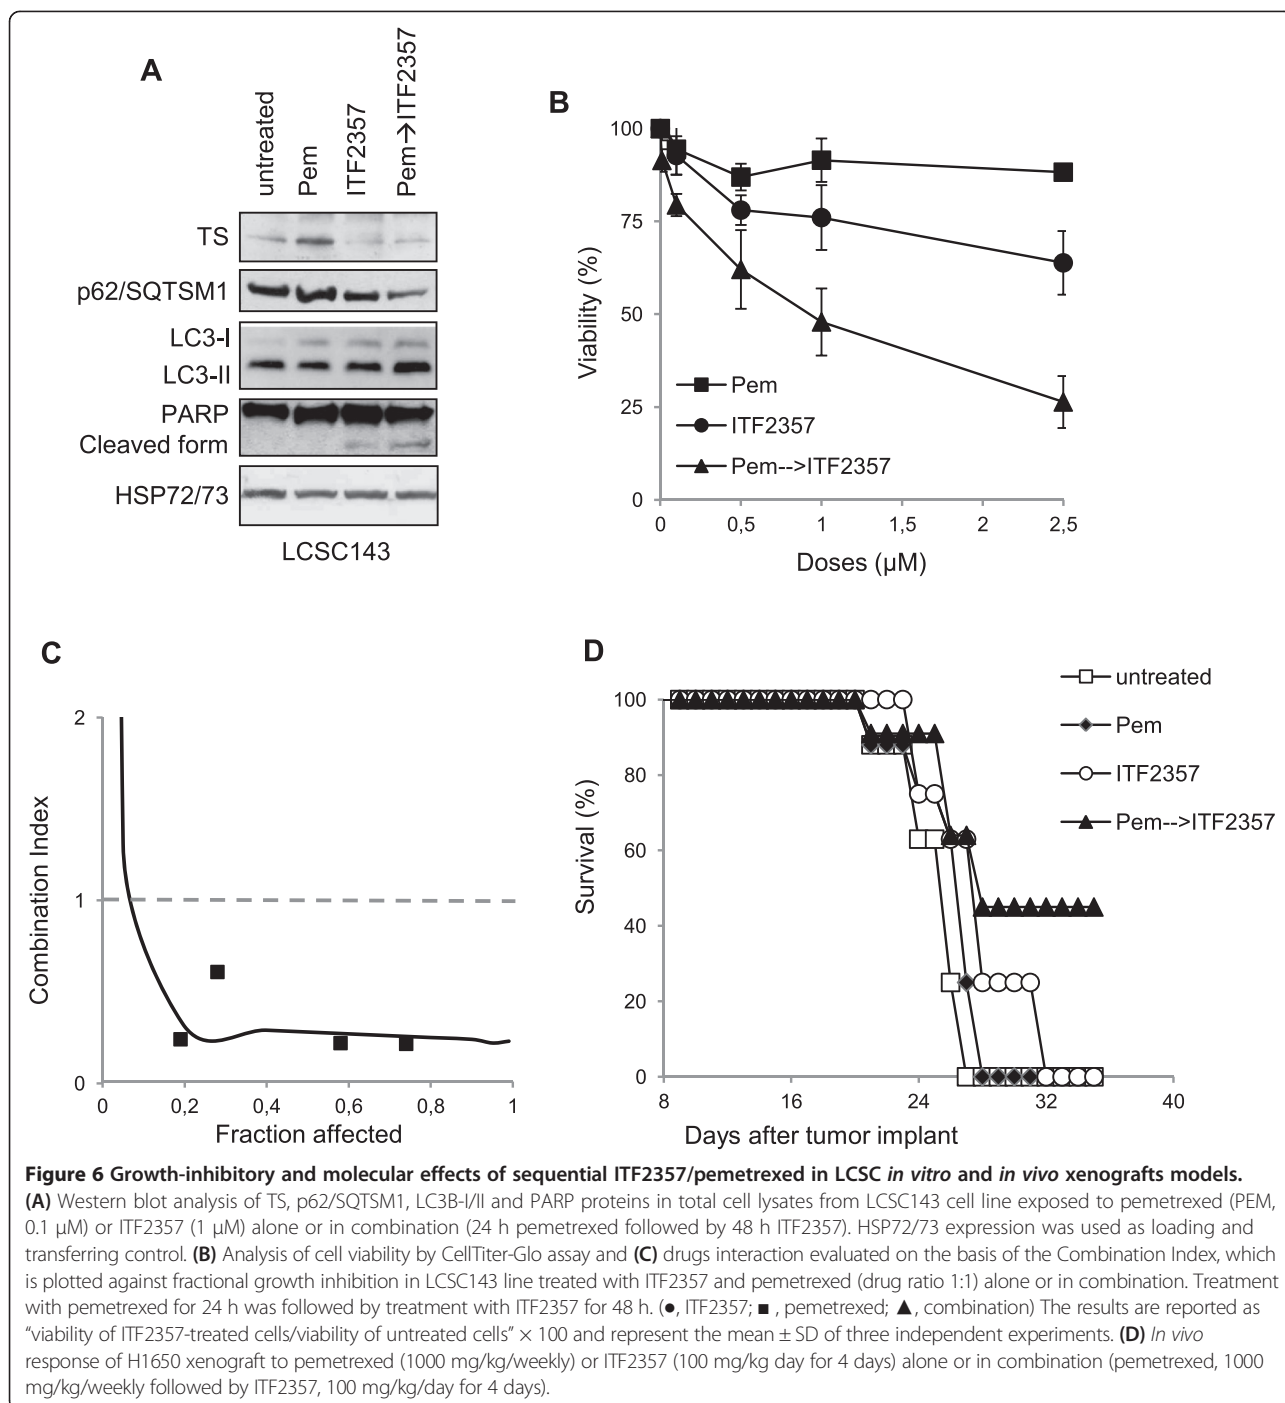 A
untreated
Pem
ITF2357
Pem→ITF2357
TS
p62/SQTSM1
LC3-I
LC3-II
PARP
Cleaved form
HSP72/73
LCSC143
B
Viability (%)
100
75
50
25
0
Pem
ITF2357
Pem-->ITF2357
0 0,5 1 1,5 2 2,5
Doses (µM)
C
Combination Index
2
1
0
0 0,2 0,4 0,6 0,8 1
Fraction affected
D
Survival (%)
100
80
60
40
20
0
8 16 24 32 40
Days after tumor implant
untreated
Pem
ITF2357
Pem-->ITF2357
Figure 6 Growth-inhibitory and molecular effects of sequential ITF2357/pemetrexed in LCSC in vitro and in vivo xenografts models.
(A) Western blot analysis of TS, p62/SQTSM1, LC3B-I/II and PARP proteins in total cell lysates from LCSC143 cell line exposed to pemetrexed (PEM,
0.1 µM) or ITF2357 (1 µM) alone or in combination (24 h pemetrexed followed by 48 h ITF2357). HSP72/73 expression was used as loading and
transferring control. (B) Analysis of cell viability by CellTiter-Glo assay and (C) drugs interaction evaluated on the basis of the Combination Index, which
is plotted against fractional growth inhibition in LCSC143 line treated with ITF2357 and pemetrexed (drug ratio 1:1) alone or in combination. Treatment
with pemetrexed for 24 h was followed by treatment with ITF2357 for 48 h. (●, ITF2357; ■ , pemetrexed; ▲, combination) The results are reported as
"viability of ITF2357-treated cells/viability of untreated cells" × 100 and represent the mean ± SD of three independent experiments. (D) In vivo
response of H1650 xenograft to pemetrexed (1000 mg/kg/weekly) or ITF2357 (100 mg/kg day for 4 days) alone or in combination (pemetrexed, 1000
mg/kg/weekly followed by ITF2357, 100 mg/kg/day for 4 days).